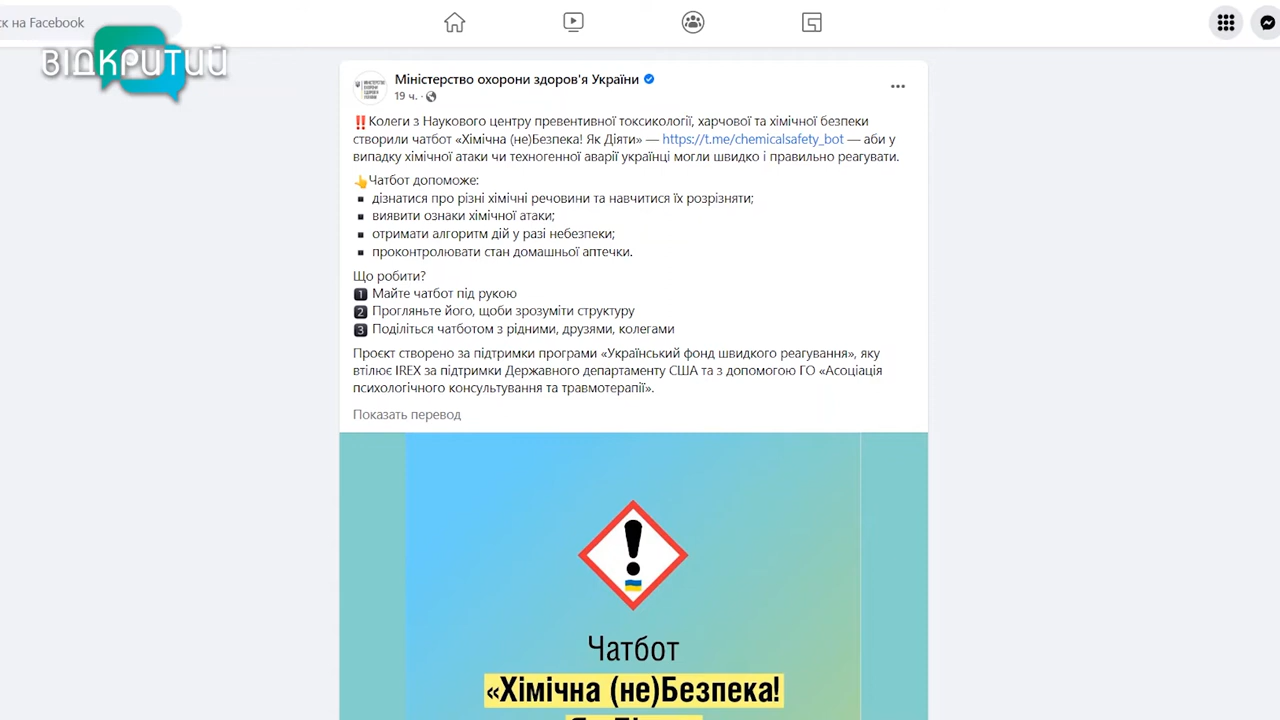 ск на Facebook
ВІДКРИТИЙ
Міністерство охорони здоров'я України
19 ч. ·
‼️Колеги з Наукового центру превентивної токсикології, харчової та хімічної безпеки
створили чатбот «Хімічна (не)Безпека! Як Діяти» — https://t.me/chemicalsafety_bot — аби у
випадку хімічної атаки чи техногенної аварії українці могли швидко і правильно реагувати.
👆Чатбот допоможе:
▪️ дізнатися про різні хімічні речовини та навчитися їх розрізняти;
▪️ виявити ознаки хімічної атаки;
▪️ отримати алгоритм дій у разі небезпеки;
▪️ проконтролювати стан домашньої аптечки.
Що робити?
1 Майте чатбот під рукою
2 Прогляньте його, щоби зрозуміти структуру
3 Поділіться чатботом з рідними, друзями, колегами
Проєкт створено за підтримки програми «Український фонд швидкого реагування», яку
втілює IREX за підтримки Державного департаменту США та з допомогою ГО «Асоціація
психологічного консультування та травмотерапії».
Показать перевод
Чатбот
«Хімічна (не)Безпека!